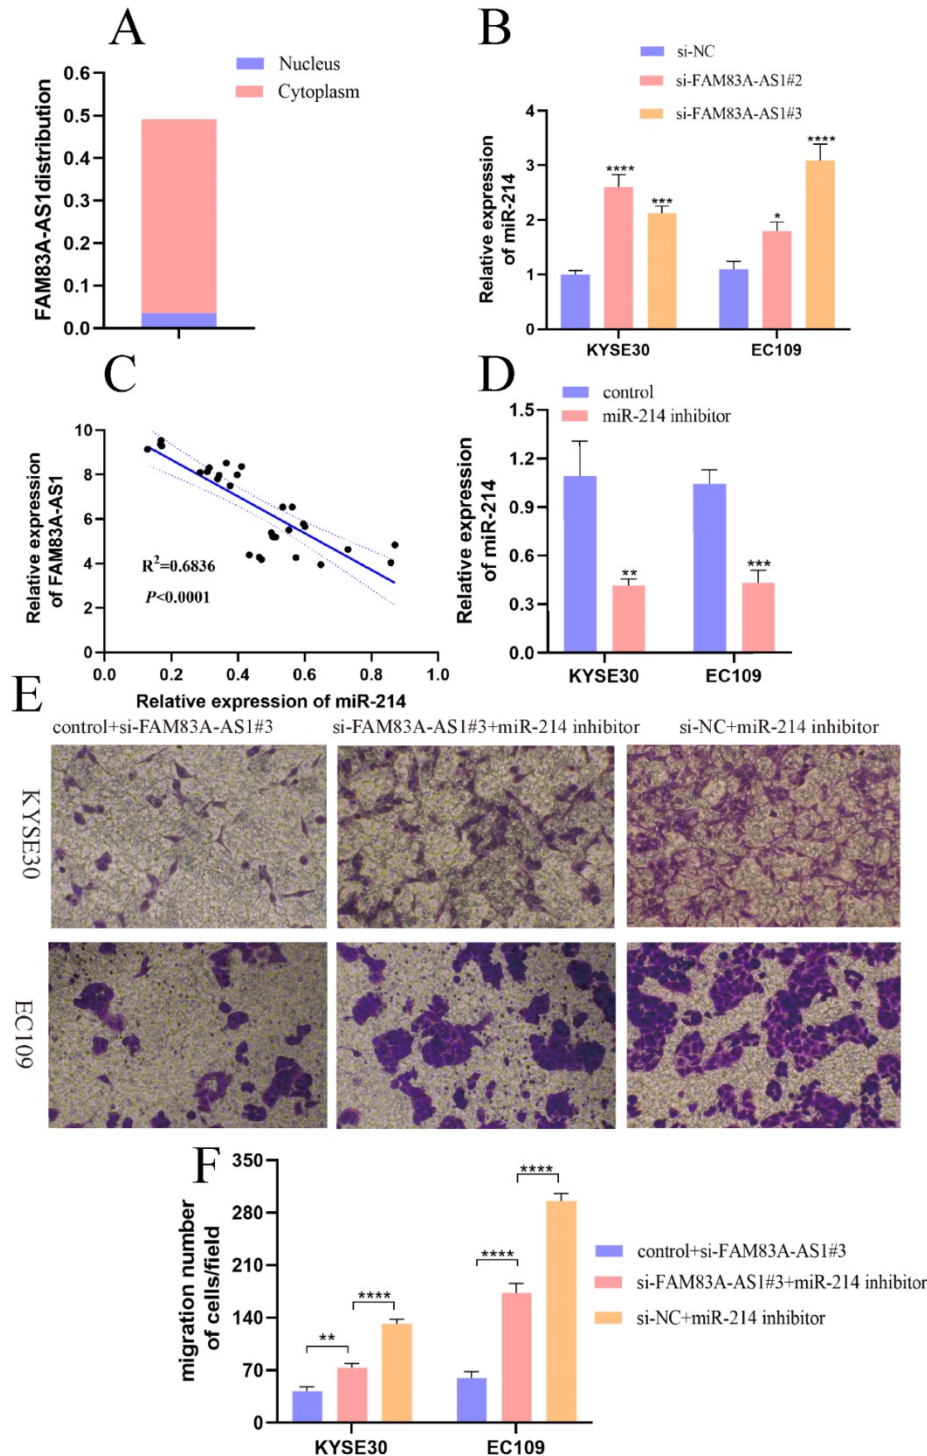 A
Nucleus
Cytoplasm
FAM83A-AS1distribution
0.6
0.5
0.4
0.3
0.2
0.1
0.0
B
si-NC
si-FAM83A-AS1#2
si-FAM83A-AS1#3
Relative expression
of miR-214
4
3
2
1
0
****
***
*
****
KYSE30 EC109
C
Relative expression
of FAM83A-AS1
10
8
6
4
2
0
R²=0.6836
P<0.0001
0.0 0.2 0.4 0.6 0.8 1.0
Relative expression of miR-214
D
control
miR-214 inhibitor
Relative expression
of miR-214
1.5
1.2
0.9
0.6
0.3
0.0
**
***
KYSE30 EC109
E
control+si-FAM83A-AS1#3 si-FAM83A-AS1#3+miR-214 inhibitor si-NC+miR-214 inhibitor
KYSE30
EC109
F
migration number
of cells/field
350
280
210
140
70
0
**
****
****
****
KYSE30 EC109
control+si-FAM83A-AS1#3
si-FAM83A-AS1#3+miR-214 inhibitor
si-NC+miR-214 inhibitor